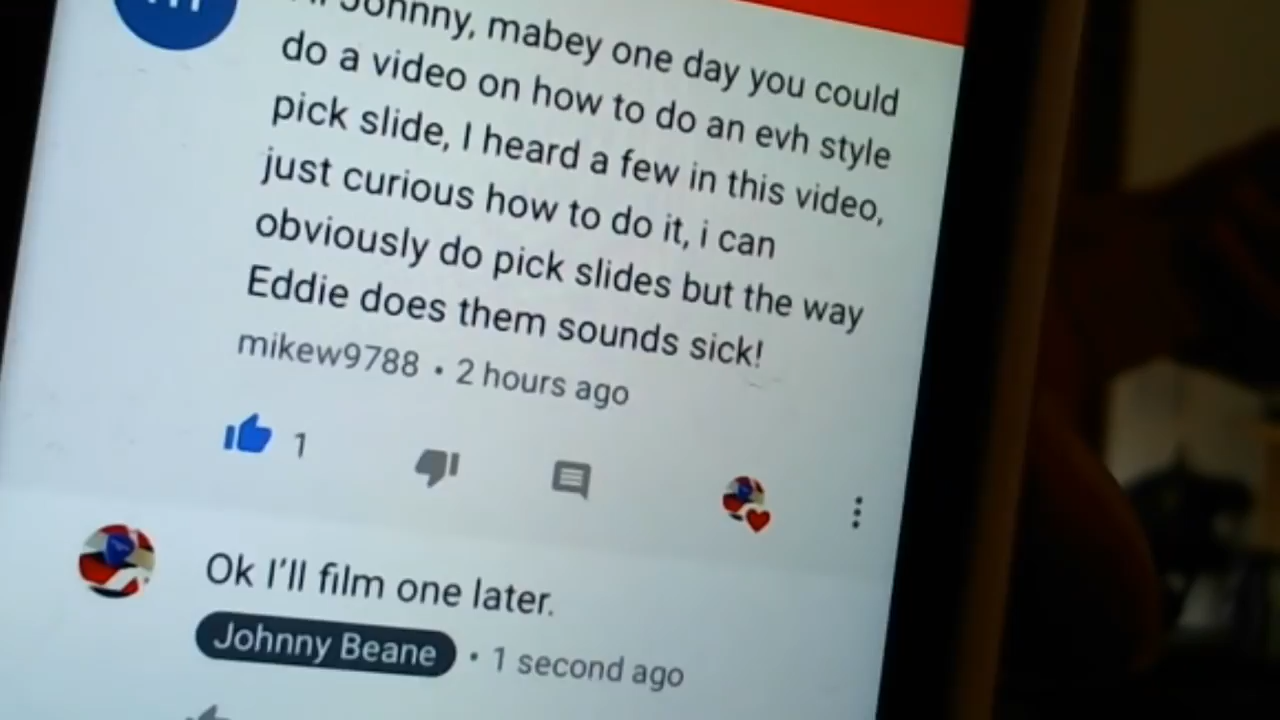 Johnny, mabey one day you could
do a video on how to do an evh style
pick slide, I heard a few in this video,
just curious how to do it, i can
obviously do pick slides but the way
Eddie does them sounds sick!
mikew9788 • 2 hours ago
1
Ok I'll film one later.
Johnny Beane • 1 second ago